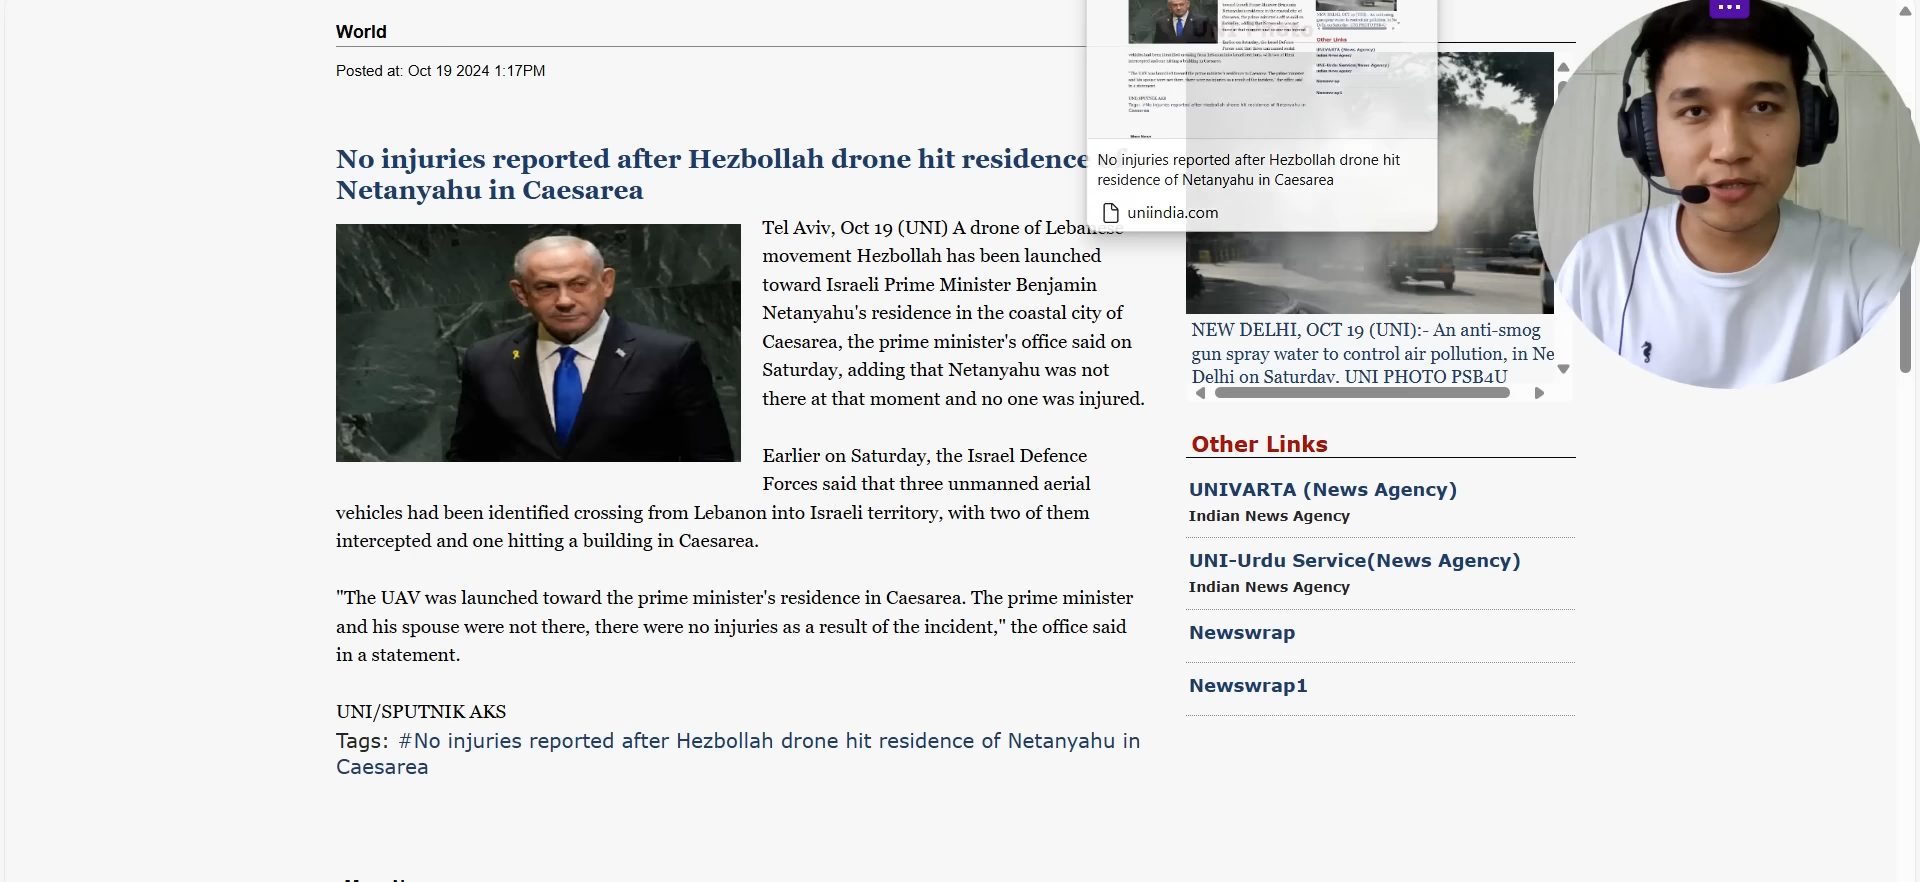 World
Posted at: Oct 19 2024 1:17PM
No injuries reported after Hezbollah drone hit residence
Netanyahu in Caesarea
Tel Aviv, Oct 19 (UNI) A drone of Lebanese
movement Hezbollah has been launched
toward Israeli Prime Minister Benjamin
Netanyahu's residence in the coastal city of
Caesarea, the prime minister's office said on
Saturday, adding that Netanyahu was not
there at that moment and no one was injured.
Earlier on Saturday, the Israel Defence
Forces said that three unmanned aerial
vehicles had been identified crossing from Lebanon into Israeli territory, with two of them
intercepted and one hitting a building in Caesarea.
"The UAV was launched toward the prime minister's residence in Caesarea. The prime minister
and his spouse were not there, there were no injuries as a result of the incident," the office said
in a statement.
UNI/SPUTNIK AKS
Tags: #No injuries reported after Hezbollah drone hit residence of Netanyahu in
Caesarea
No injuries reported after Hezbollah drone hit
residence of Netanyahu in Caesarea
uniindia.com
NEW DELHI, OCT 19 (UNI):- An anti-smog
gun spray water to control air pollution, in Ne
Delhi on Saturday. UNI PHOTO PSB4U
Other Links
UNIVARTA (News Agency)
Indian News Agency
UNI-Urdu Service(News Agency)
Indian News Agency
Newswrap
Newswrap1